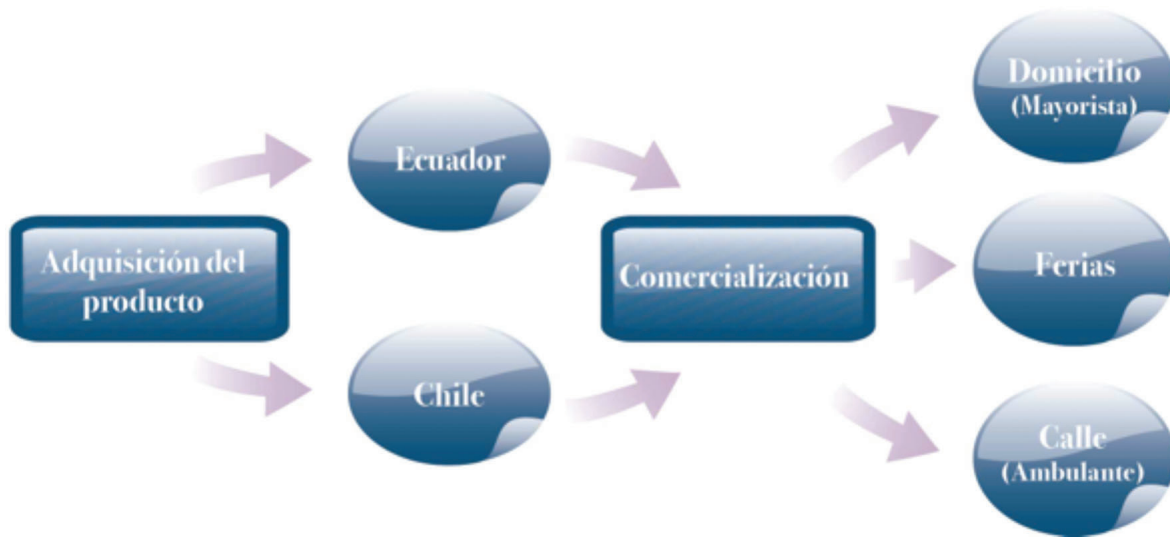 Adquisición del
producto
Ecuador
Chile
Comercialización
Domicilio
(Mayorista)
Ferias
Calle
(Ambulante)